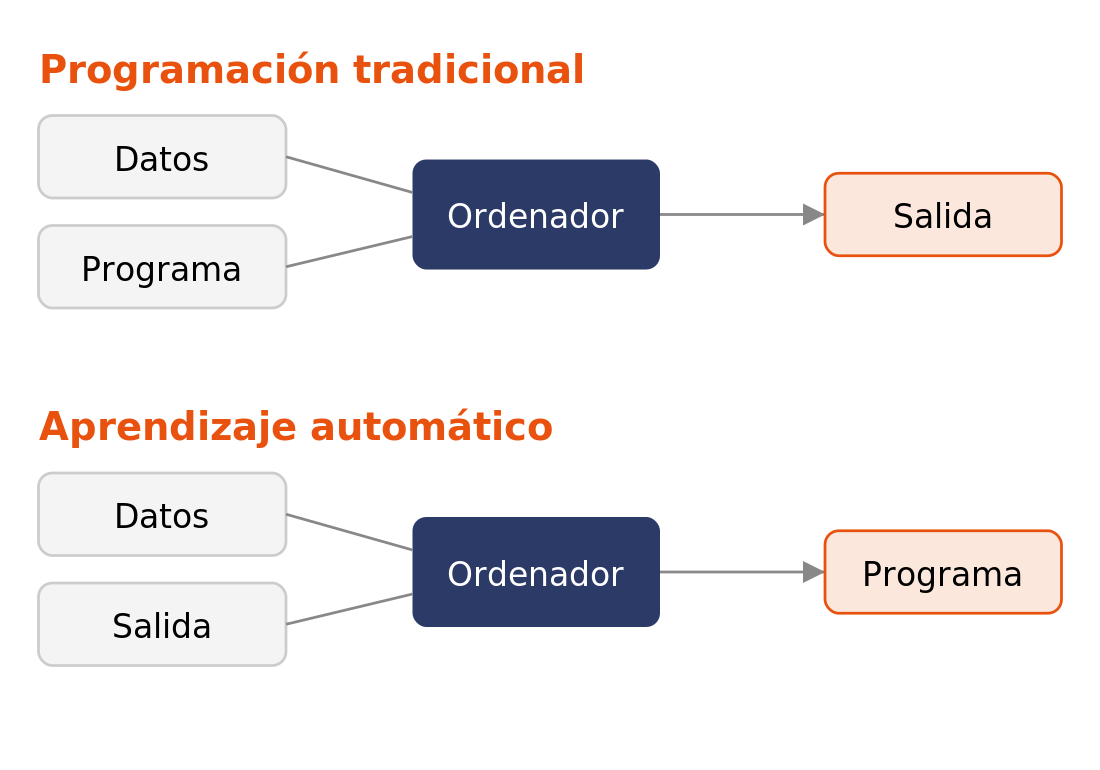 Programación tradicional
Datos
Programa
Ordenador
Salida
Aprendizaje automático
Datos
Salida
Ordenador
Programa